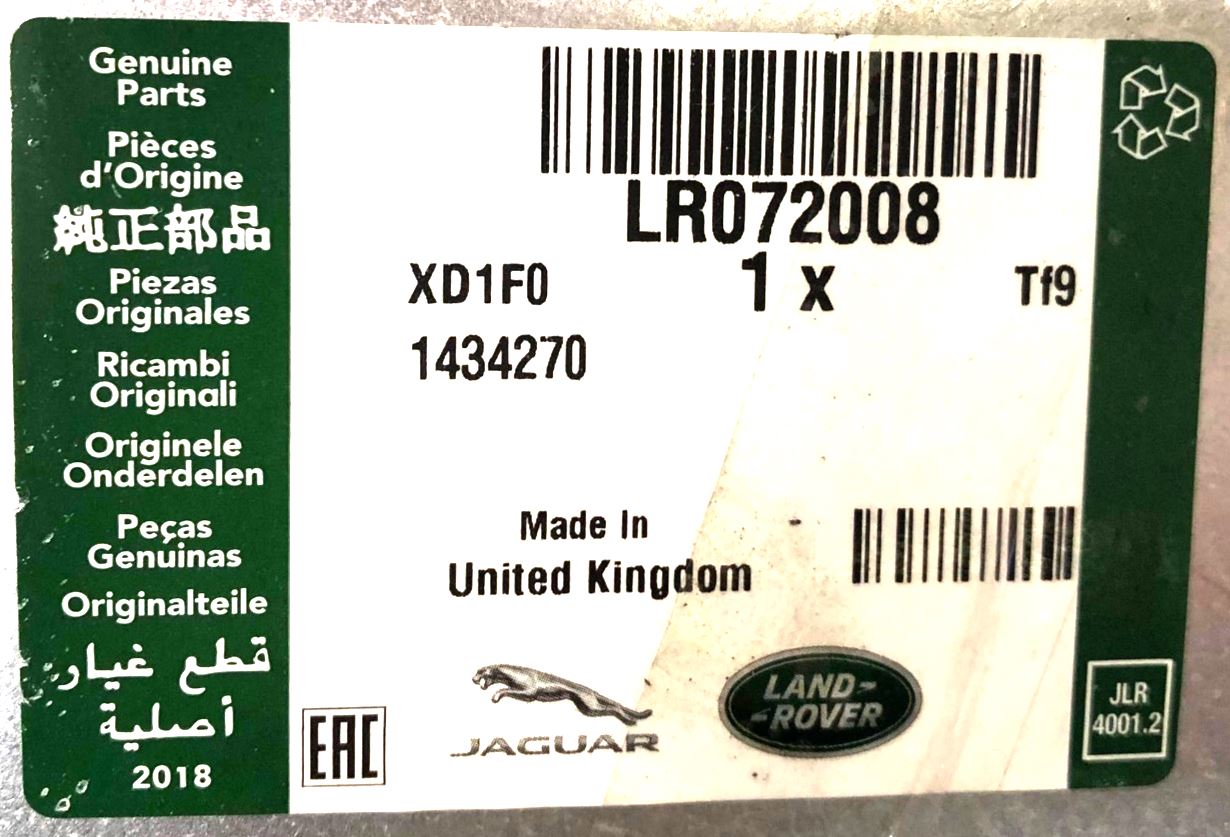 Genuine
Parts
Pièces
d'Origine
純正部品
Piezas
Originales
Ricambi
Originali
Originele
Onderdelen
Peças
Genuinas
Originalteile
قطع غيار
أصلية
2018
LR072008
XD1F0 1 x Tf9
1434270
Made In
United Kingdom
EAC
JAGUAR
LAND-
-ROVER
JLR
4001.2